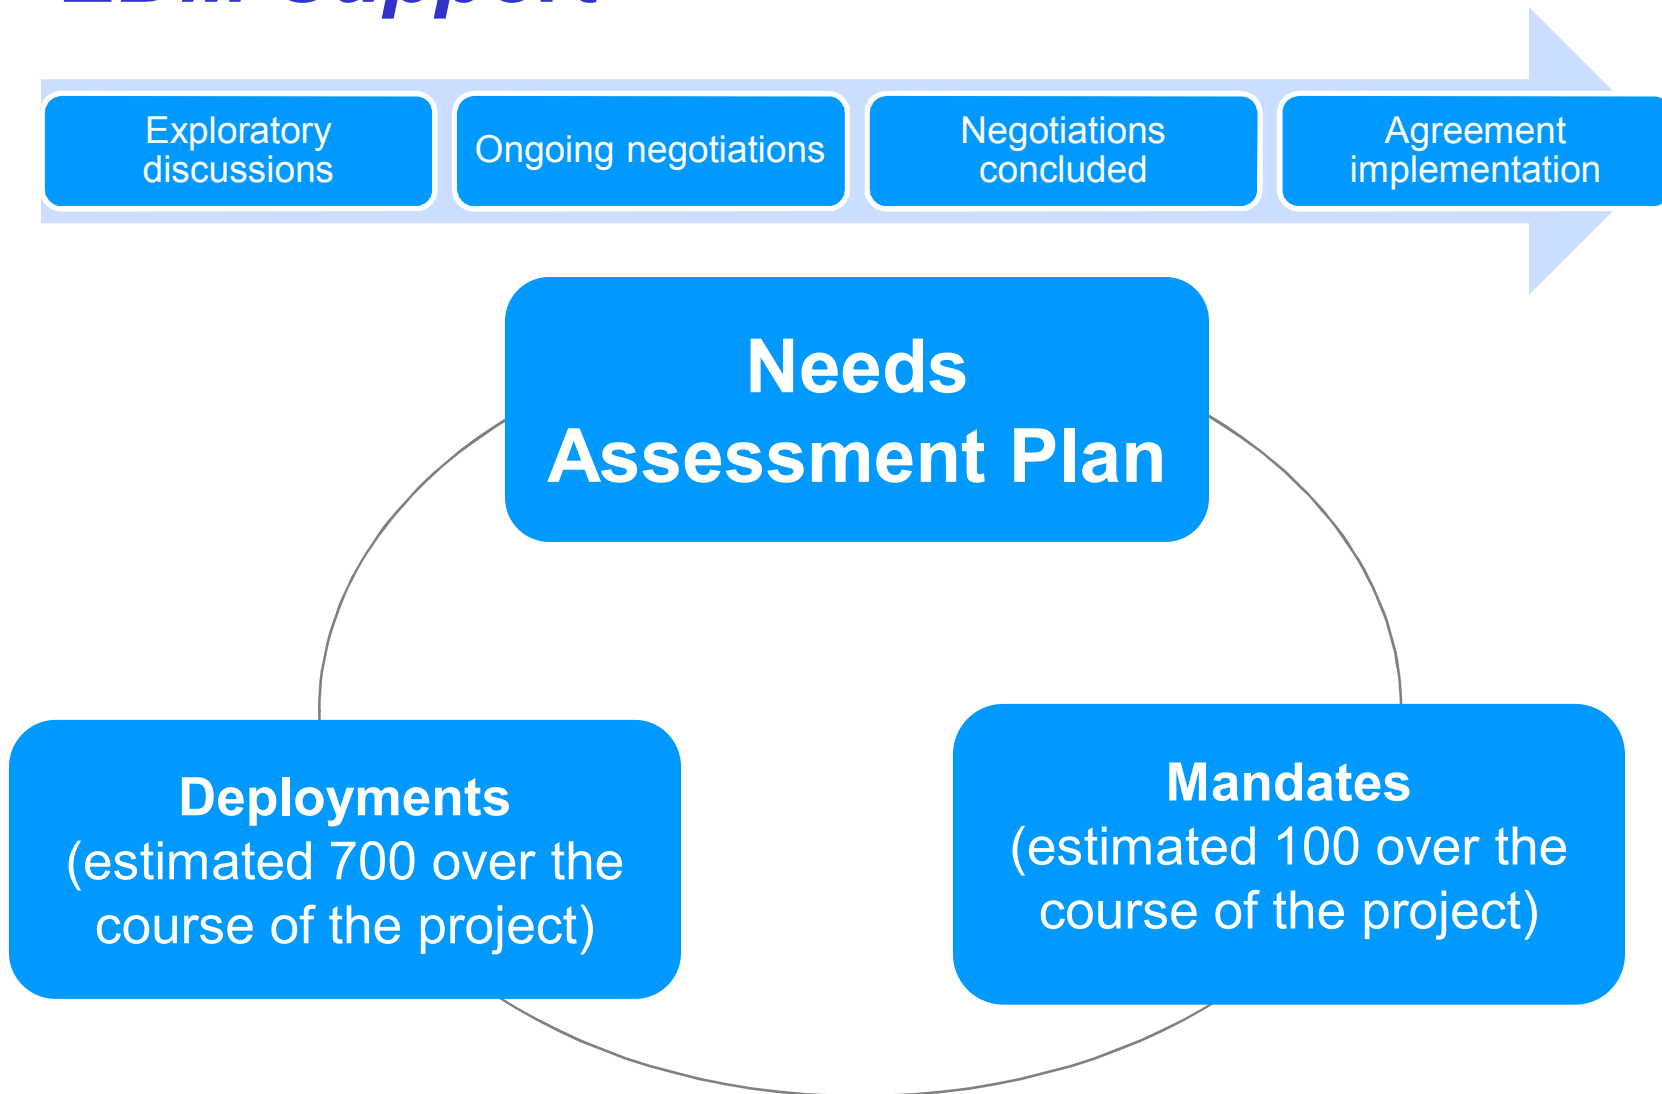 Support
Exploratory
discussions
Ongoing negotiations
Negotiations
concluded
Agreement
implementation
Needs
Assessment Plan
Deployments
(estimated 700 over the
course of the project)
Mandates
(estimated 100 over the
course of the project)